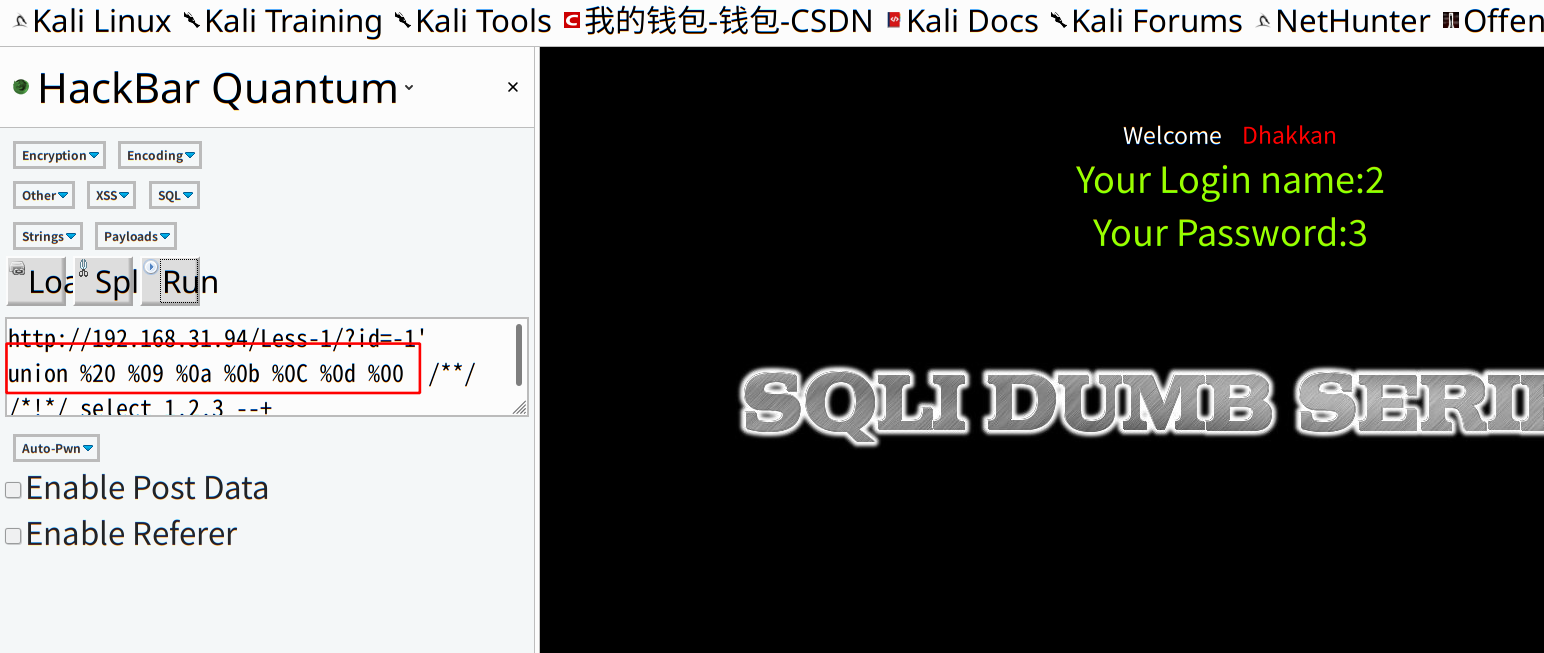 Kali Linux Kali Training Kali Tools 我的钱包-钱包-CSDN Kali Docs Kali Forums NetHunter Offen
HackBar Quantum
Encryption Encoding
Other XSS SQL
Strings Payloads
Loa Spl Run
http://192.168.31.94/Less-1/?id=-1'
union %20 %09 %0a %0b %0C %0d %00 /**/
/*!*/ select 1,2,3 --+
Auto-Pwn
Enable Post Data
Enable Referer
Welcome Dhakkan
Your Login name:2
Your Password:3
SQLI DUMB SERI